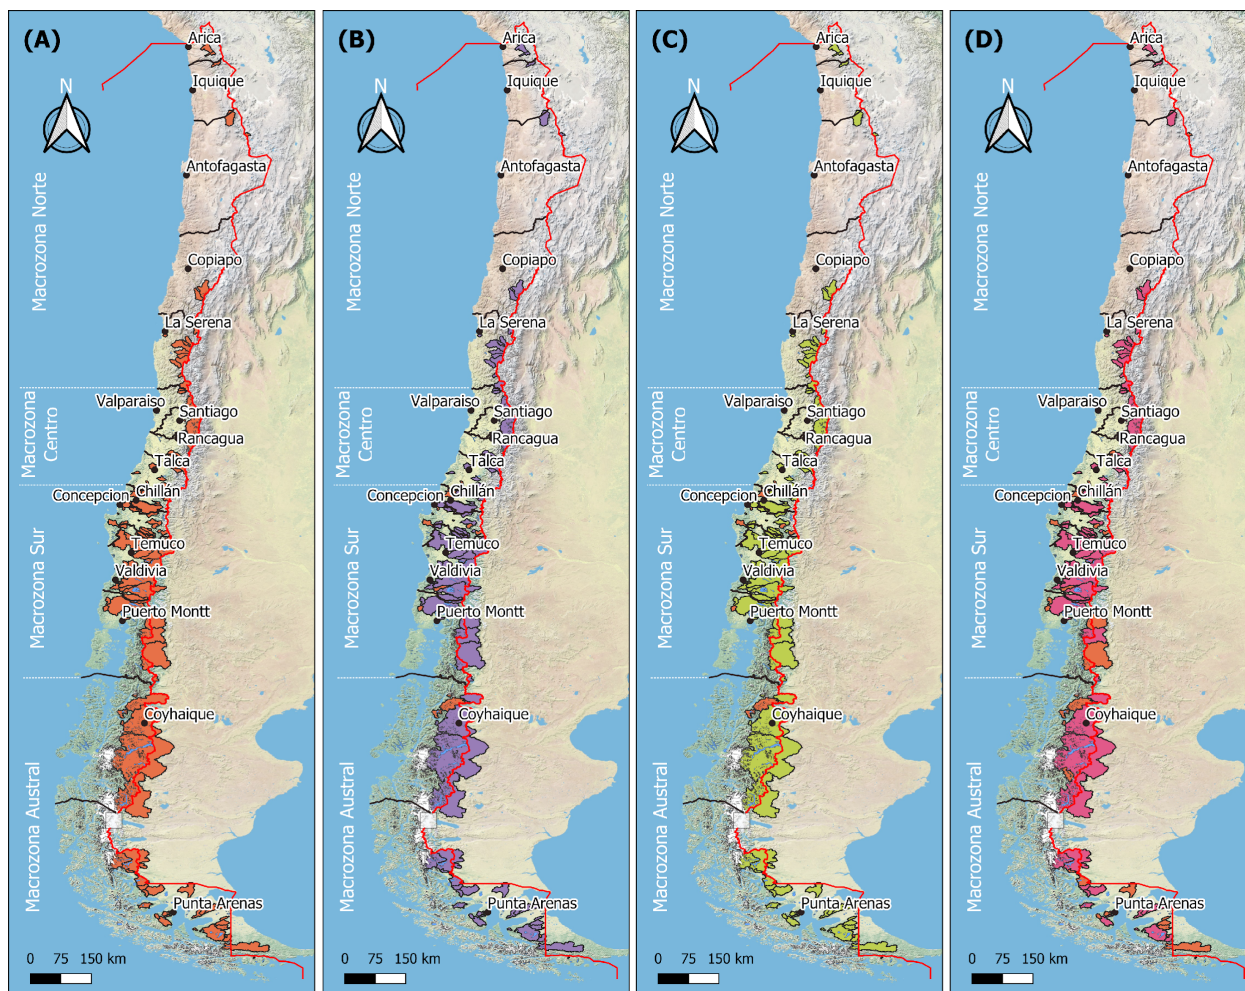 (A)
Arica
Iquique
N
Antofagasta
Macrozona Norte
Copiapo
La Serena
Valparaiso
Santiago
Macrozona
Centro
Rancagua
Talca
Concepcion
Chillán
Temuco
Macrozona Sur
Valdivia
Puerto Montt
Coyhaique
Macrozona Austral
Punta Arenas
0 75 150 km
(B)
Arica
Iquique
N
Antofagasta
Macrozona Norte
Copiapo
La Serena
Valparaiso
Santiago
Macrozona
Centro
Rancagua
Talca
Concepcion
Chillán
Temuco
Macrozona Sur
Valdivia
Puerto Montt
Coyhaique
Macrozona Austral
Punta Arenas
0 75 150 km
(C)
Arica
Iquique
N
Antofagasta
Macrozona Norte
Copiapo
La Serena
Valparaiso
Santiago
Macrozona
Centro
Rancagua
Talca
Concepcion
Chillán
Temuco
Macrozona Sur
Valdivia
Puerto Montt
Coyhaique
Macrozona Austral
Punta Arenas
0 75 150 km
(D)
Arica
Iquique
N
Antofagasta
Macrozona Norte
Copiapo
La Serena
Valparaiso
Santiago
Macrozona
Centro
Rancagua
Talca
Concepcion
Chillán
Temuco
Macrozona Sur
Valdivia
Puerto Montt
Coyhaique
Macrozona Austral
Punta Arenas
0 75 150 km